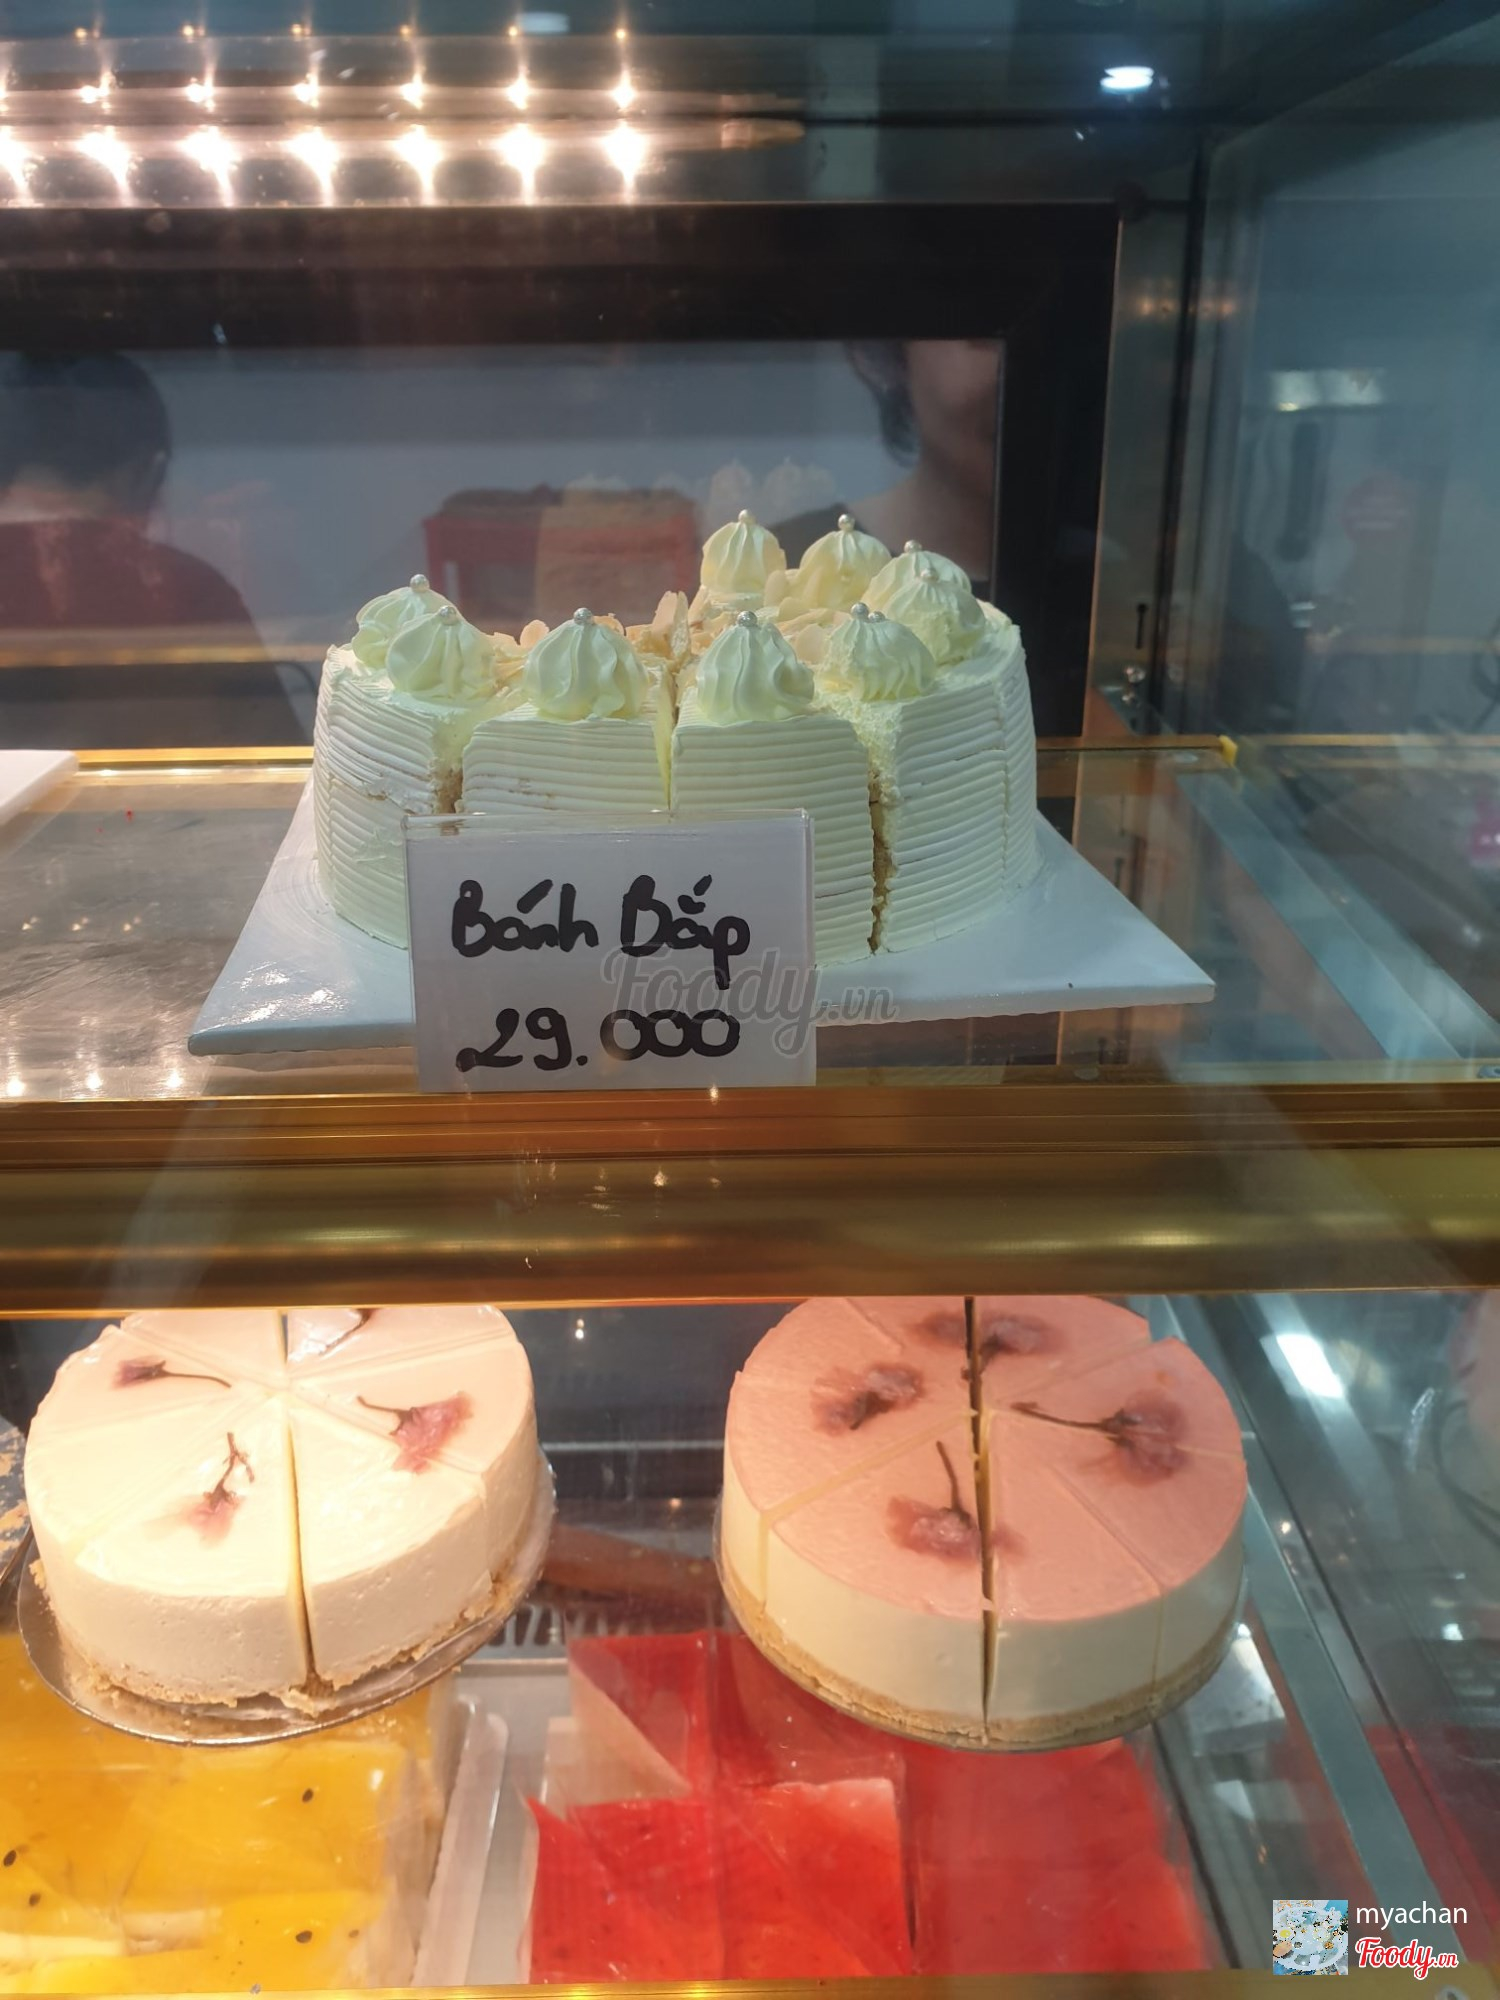 Bánh Bắp
29.000
Foody.vn
myachan
Foody.vn